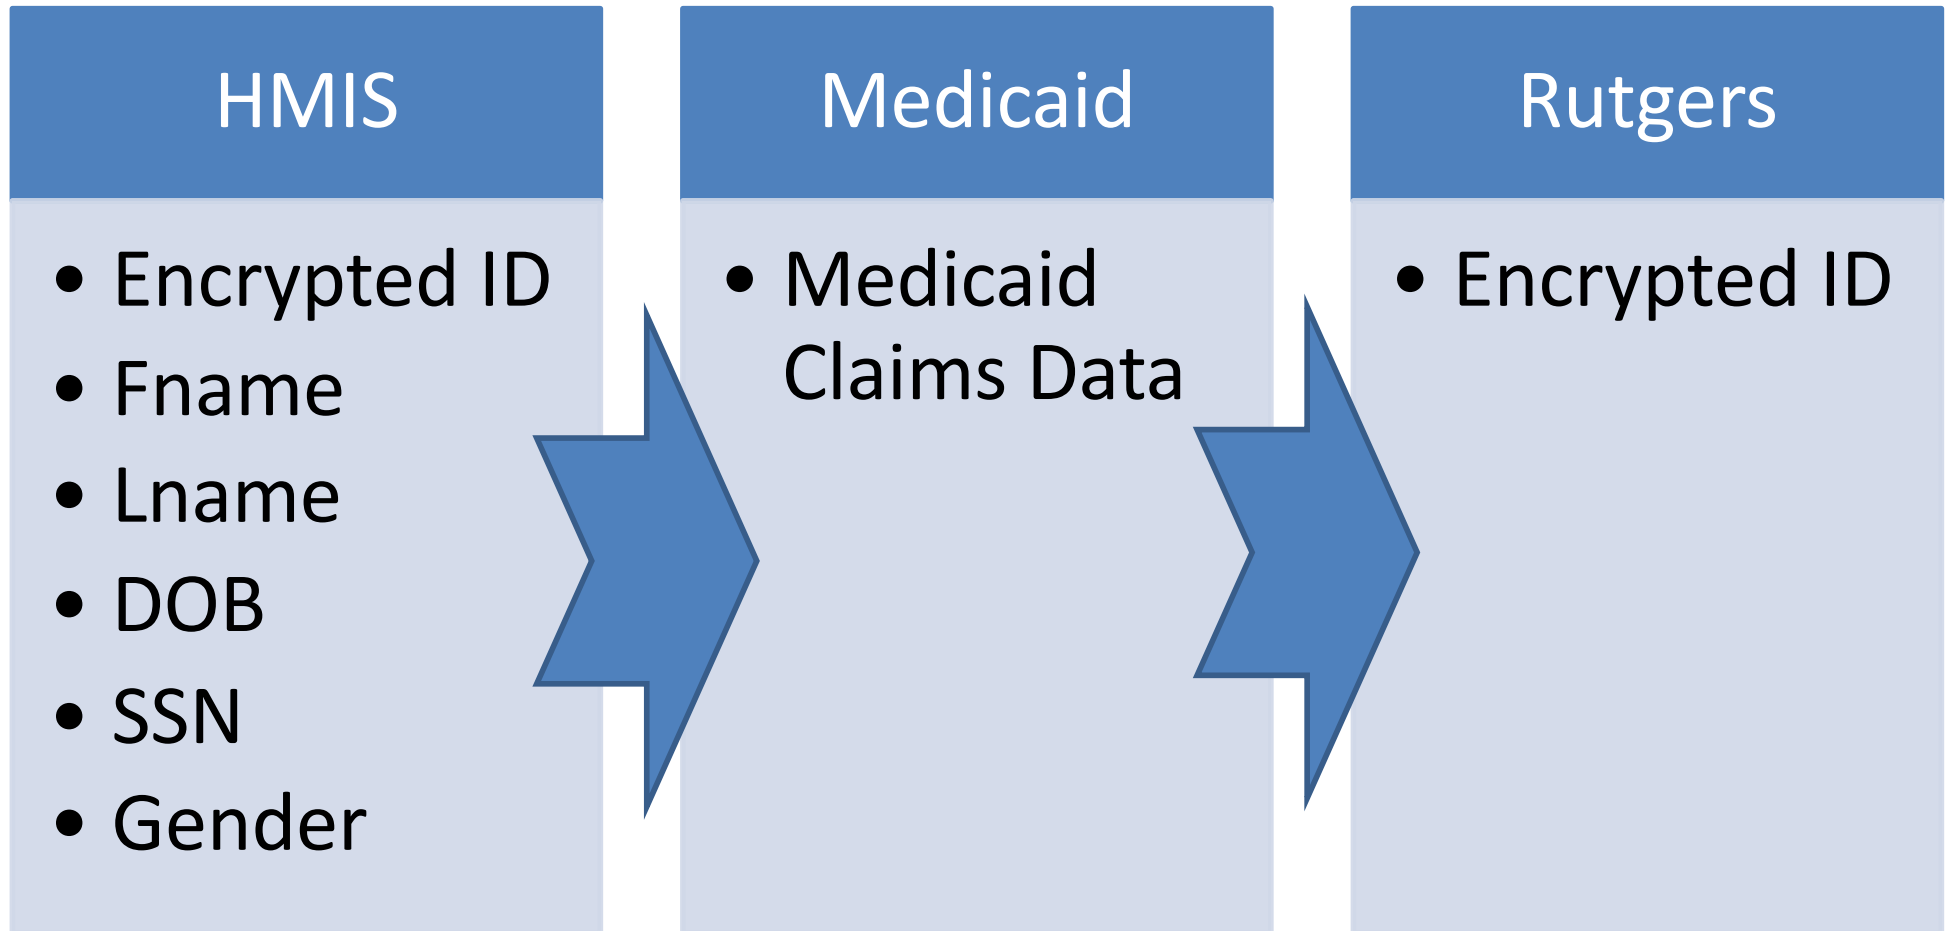 HMIS
• Encrypted ID
• Fname
• Lname
• DOB
• SSN
• Gender
Medicaid
• Medicaid
Claims Data
Rutgers
• Encrypted ID